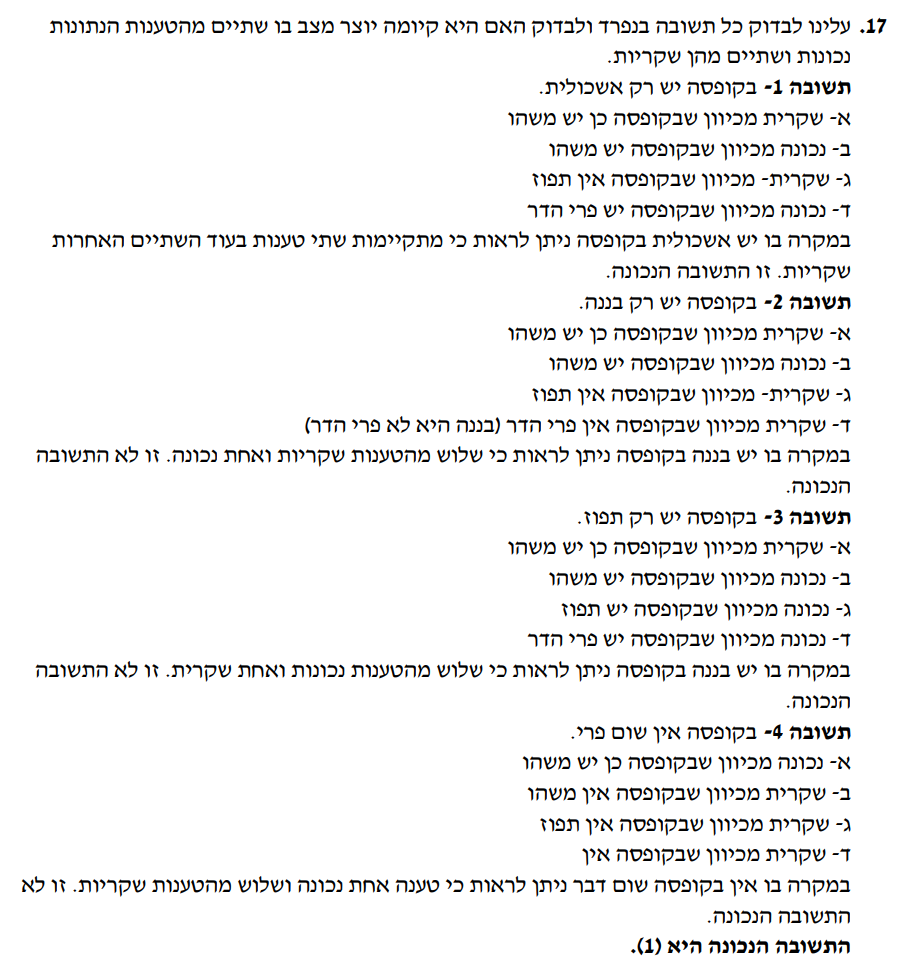 17. עלינו לבדוק כל תשובה בנפרד ולבדוק האם היא קיומה יוצר מצב בו שתיים מהטענות הנתונות
נכונות ושתיים מהן שקריות.
תשובה 1- בקופסה יש רק אשכולית.
א- שקרית מכיוון שבקופסה כן יש משהו
ב- נכונה מכיוון שבקופסה יש משהו
ג- שקרית- מכיוון שבקופסה אין תפוז
ד- נכונה מכיוון שבקופסה יש פרי הדר
במקרה בו יש אשכולית בקופסה ניתן לראות כי מתקיימות שתי טענות בעוד השתיים האחרות
שקריות. זו התשובה הנכונה.
תשובה 2- בקופסה יש רק בננה.
א- שקרית מכיוון שבקופסה כן יש משהו
ב- נכונה מכיוון שבקופסה יש משהו
ג- שקרית- מכיוון שבקופסה אין תפוז
ד- שקרית מכיוון שבקופסה אין פרי הדר (בננה היא לא פרי הדר)
במקרה בו יש בננה בקופסה ניתן לראות כי שלוש מהטענות שקריות ואחת נכונה. זו לא התשובה
הנכונה.
תשובה 3- בקופסה יש רק תפוז.
א- שקרית מכיוון שבקופסה כן יש משהו
ב- נכונה מכיוון שבקופסה יש משהו
ג- נכונה מכיוון שבקופסה יש תפוז
ד- נכונה מכיוון שבקופסה יש פרי הדר
במקרה בו יש בננה בקופסה ניתן לראות כי שלוש מהטענות נכונות ואחת שקרית. זו לא התשובה
הנכונה.
תשובה 4- בקופסה אין שום פרי.
א- נכונה מכיוון שבקופסה כן יש משהו
ב- שקרית מכיוון שבקופסה אין משהו
ג- שקרית מכיוון שבקופסה אין תפוז
ד- שקרית מכיוון שבקופסה אין
במקרה בו אין בקופסה שום דבר ניתן לראות כי טענה אחת נכונה ושלוש מהטענות שקריות. זו לא
התשובה הנכונה.
התשובה הנכונה היא (1).